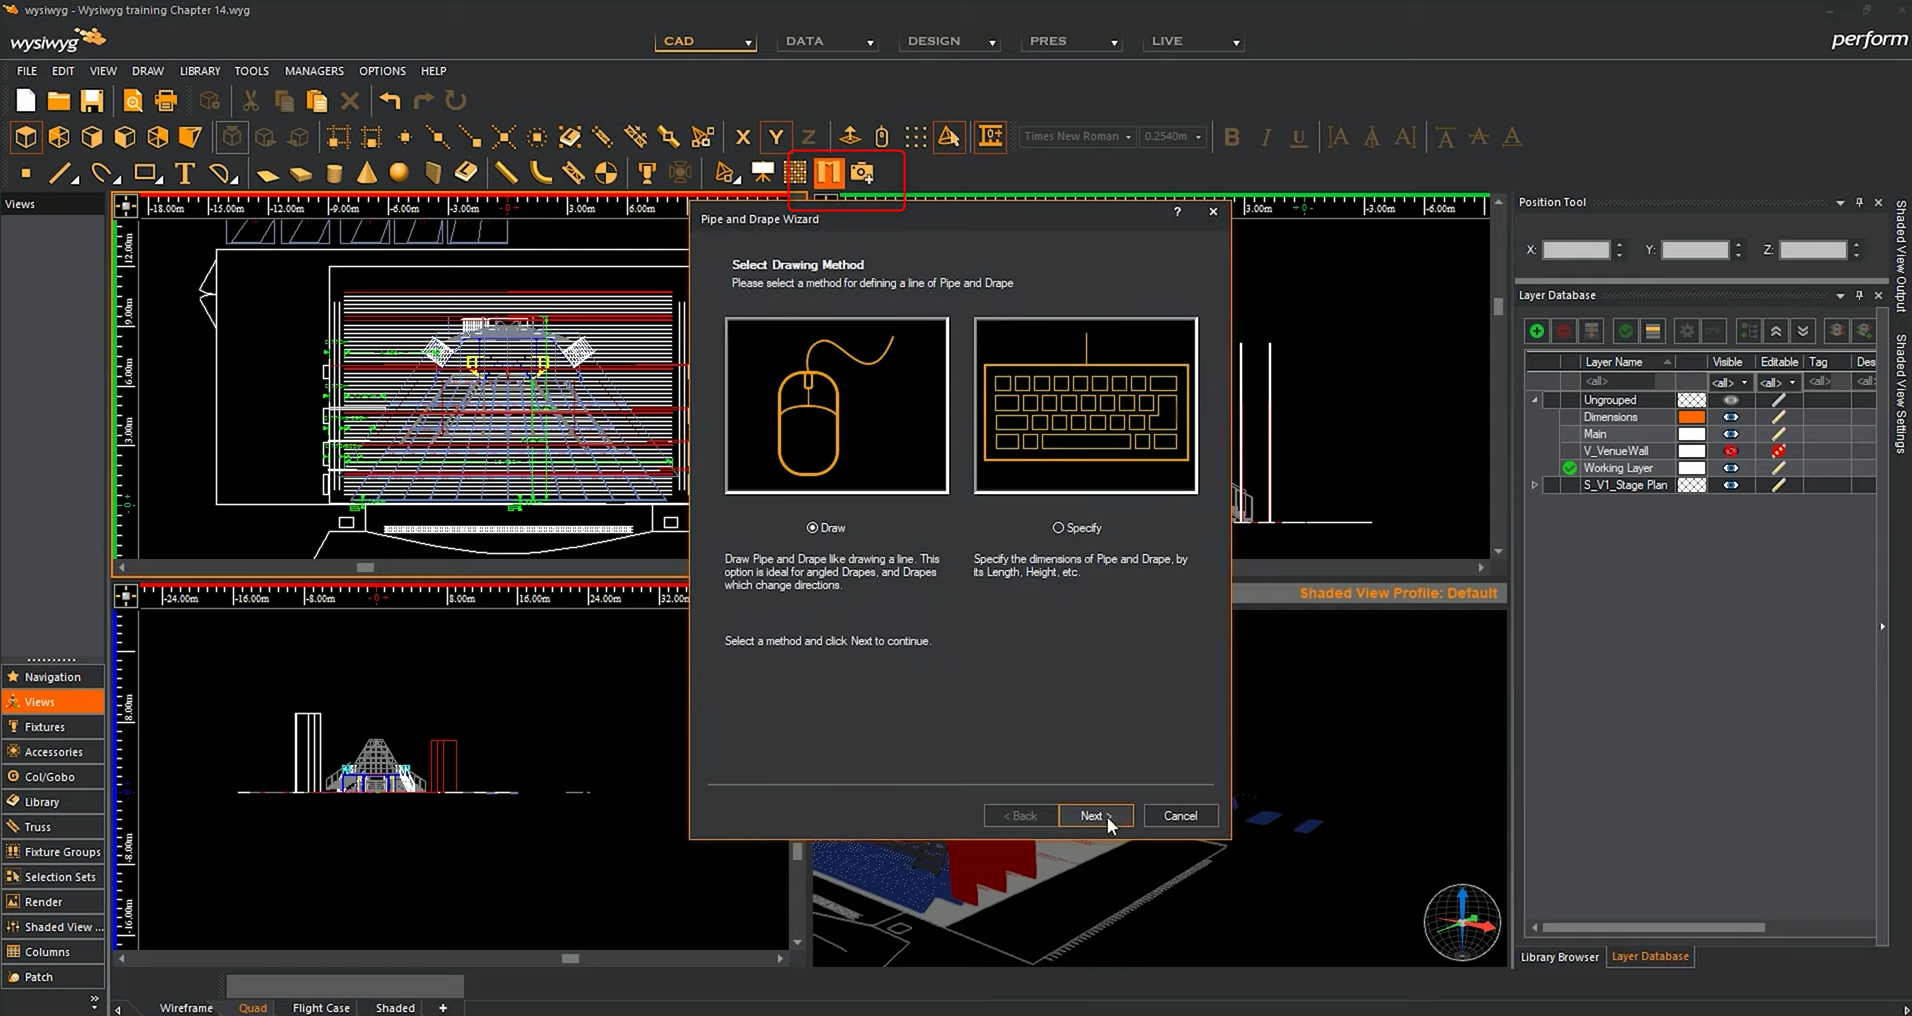 wysiwyg - Wysiwyg training Chapter 14.wyg
wysiwyg
CAD DATA DESIGN PRES LIVE
perform
FILE EDIT VIEW DRAW LIBRARY TOOLS MANAGERS OPTIONS HELP
X Y Z
Times New Roman
0.2540m
B I U A A A A A A
T
Views
-18.00m -15.00m -12.00m -9.00m -6.00m -3.00m -0- 3.00m 6.00m
3.00m -0- -3.00m -6.00m
12.00m
9.00m
6.00m
3.00m
Pipe and Drape Wizard
? ×
Select Drawing Method
Please select a method for defining a line of Pipe and Drape
Draw
Draw Pipe and Drape like drawing a line. This
option is ideal for angled Drapes, and Drapes
which change directions.
Specify
Specify the dimensions of Pipe and Drape, by
its Length, Height, etc.
Select a method and click Next to continue.
< Back Next > Cancel
Position Tool
X: Y: Z:
Layer Database
pre-
Layer Name Visible Editable Tag Des
<all> <all> <all> <all> <all>
Ungrouped
Dimensions
Main
V_VenueWall
Working Layer
S_V1_Stage Plan
Library Browser Layer Database
Shaded View Output
Shaded View Settings
-24.00m -16.00m -8.00m -0- 8.00m 16.00m 24.00m 32.00m
8.00m
-8.00m
-16.00m
Shaded View Profile: Default
Navigation
Views
Fixtures
Accessories
Col/Gobo
Library
Truss
Fixture Groups
Selection Sets
Render
Shaded View ...
Columns
Patch
Wireframe Quad Flight Case Shaded +